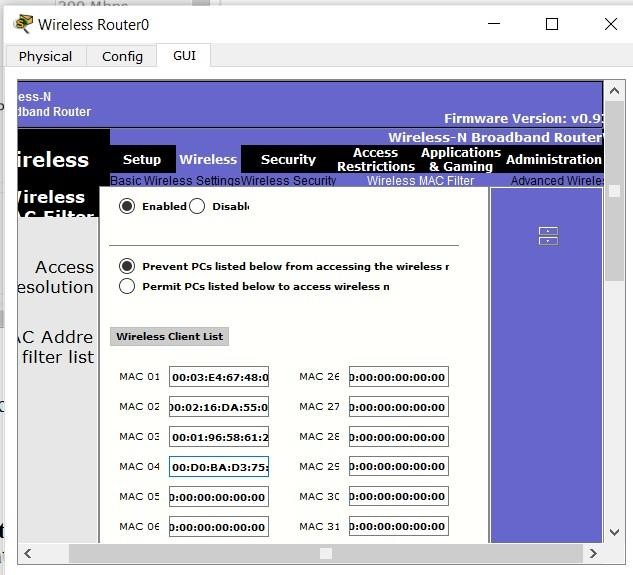 200 Mbps
Wireless Router0
Physical Config GUI
ess-N
dband Router
Firmware Version: v0.93
Wireless-N Broadband Router
ireless
Setup Wireless Security Access Restrictions Applications & Gaming Administration
Basic Wireless Settings Wireless Security Wireless MAC Filter Advanced Wireles
ireless
AC Filter
Enabled Disabl
Access
esolution
Prevent PCs listed below from accessing the wireless n
Permit PCs listed below to access wireless n
AC Addre
filter list
Wireless Client List
MAC 01 00:03:E4:67:48:0 MAC 26 0:00:00:00:00:00
MAC 02 00:02:16:DA:55:0 MAC 27 0:00:00:00:00:00
MAC 03 00:01:96:58:61:2 MAC 28 0:00:00:00:00:00
MAC 04 00:D0:BA:D3:75: MAC 29 0:00:00:00:00:00
MAC 05 0:00:00:00:00:00 MAC 30 0:00:00:00:00:00
MAC 06 0:00:00:00:00:00 MAC 31 0:00:00:00:00:00